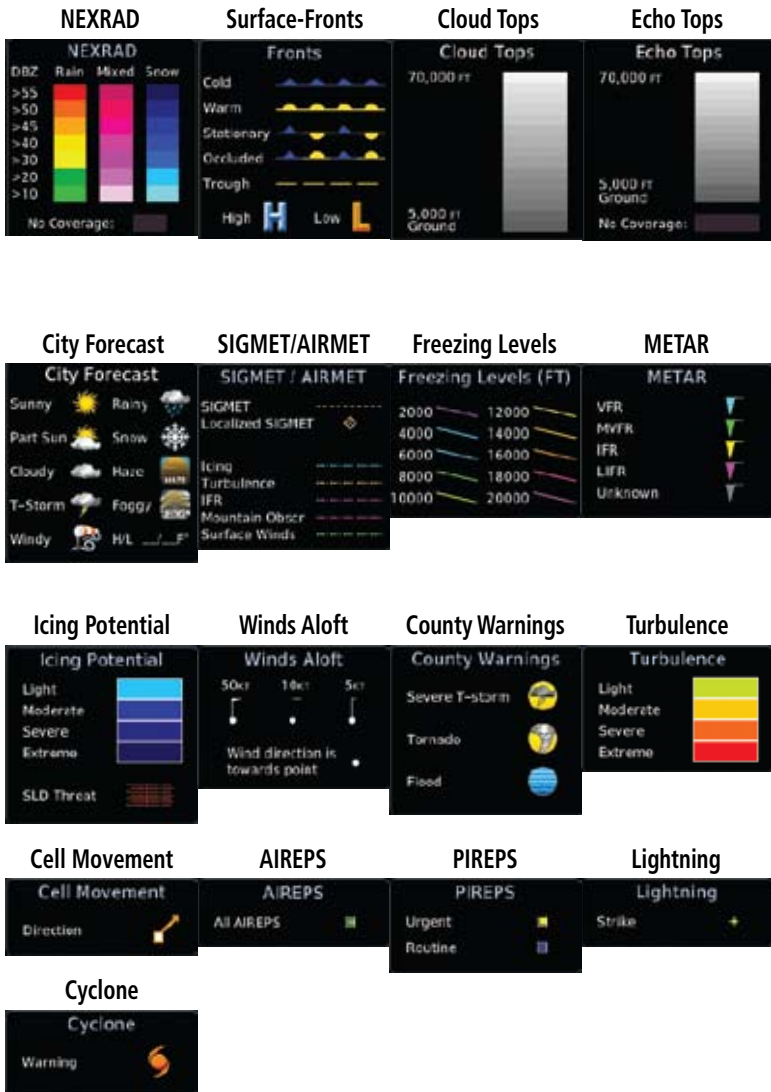 NEXRAD Surface-Fronts Cloud Tops Echo Tops
NEXRAD
DBZ Rain Mixed Snow
>55
>50
>45
>40
>30
>20
>10
No Coverage:
Fronts
Cold
Warm
Stationary
Occluded
Trough
High H Low L
Cloud Tops
70,000 FT
5,000 FT
Ground
Echo Tops
70,000 FT
5,000 FT
Ground
No Coverage:
City Forecast SIGMET/AIRMET Freezing Levels METAR
City Forecast
Sunny Rainy
Part Sun Snow
Cloudy Haze
T-Storm Foggy
Windy H/L __/__F°
SIGMET / AIRMET
SIGMET
Localized SIGMET
Icing
Turbulence
IFR
Mountain Obscr
Surface Winds
Freezing Levels (FT)
2000 12000
4000 14000
6000 16000
8000 18000
10000 20000
METAR
VFR
MVFR
IFR
LIFR
Unknown
Icing Potential Winds Aloft County Warnings Turbulence
Icing Potential
Light
Moderate
Severe
Extreme
SLD Threat
Winds Aloft
50KT 10KT 5KT
Wind direction is
towards point
County Warnings
Severe T-storm
Tornado
Flood
Turbulence
Light
Moderate
Severe
Extreme
Cell Movement AIREPS PIREPS Lightning
Cell Movement
Direction
AIREPS
All AIREPS
PIREPS
Urgent
Routine
Lightning
Strike
Cyclone
Cyclone
Warning